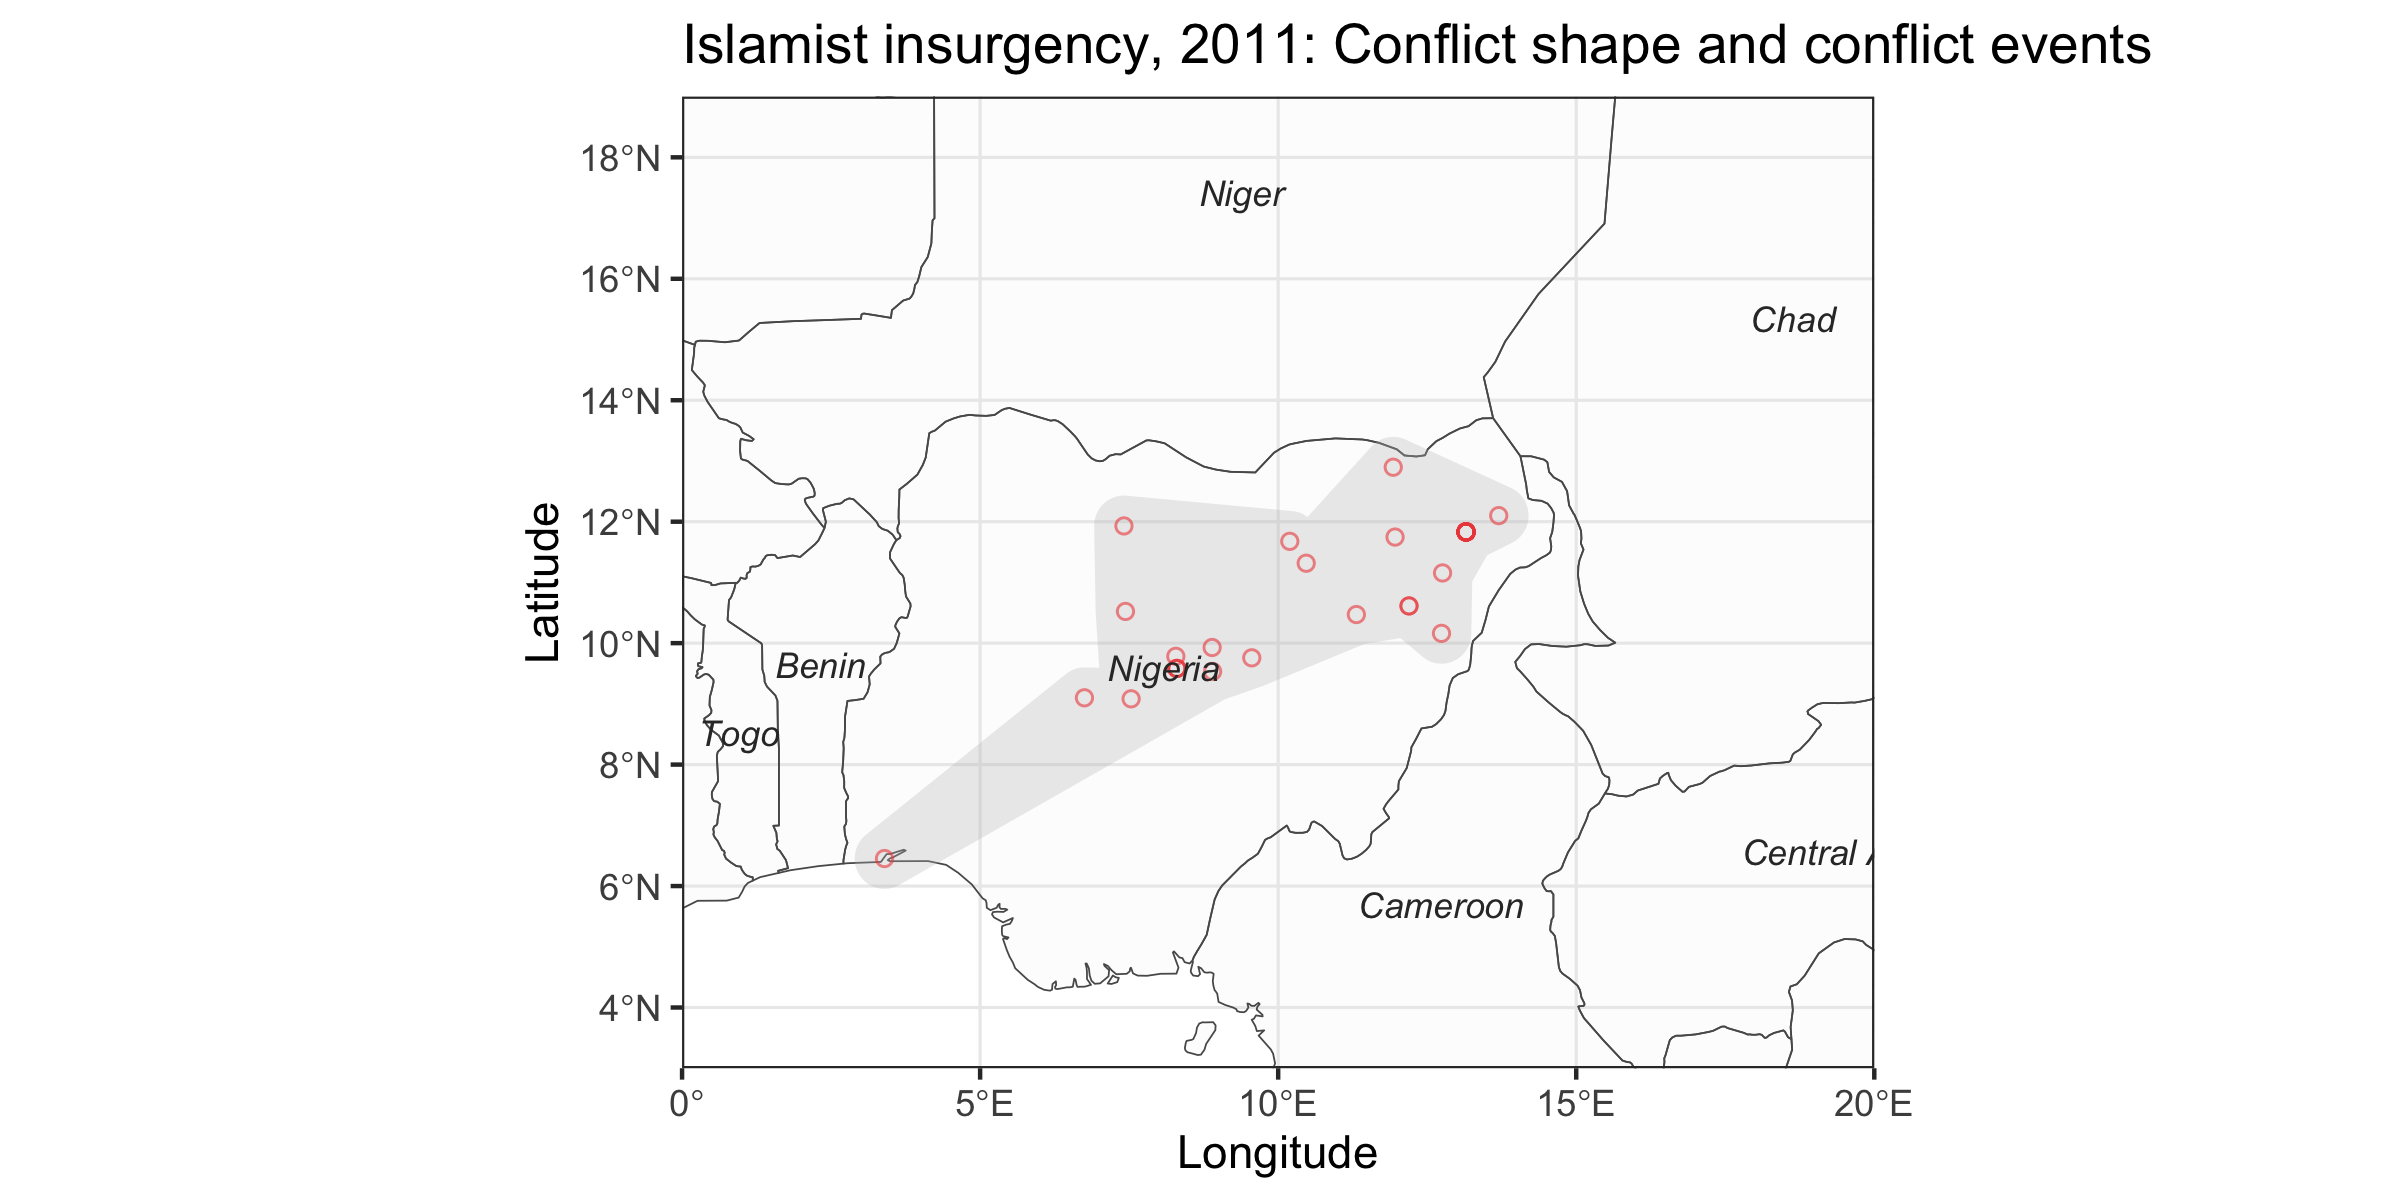 Islamist insurgency, 2011: Conflict shape and conflict events
18°N
Niger
16°N
Chad
14°N
Latitude
12°N
10°N
Benin
Nigeria
Togo
8°N
Central A
6°N
Cameroon
4°N
0°
5°E
10°E
15°E
20°E
Longitude